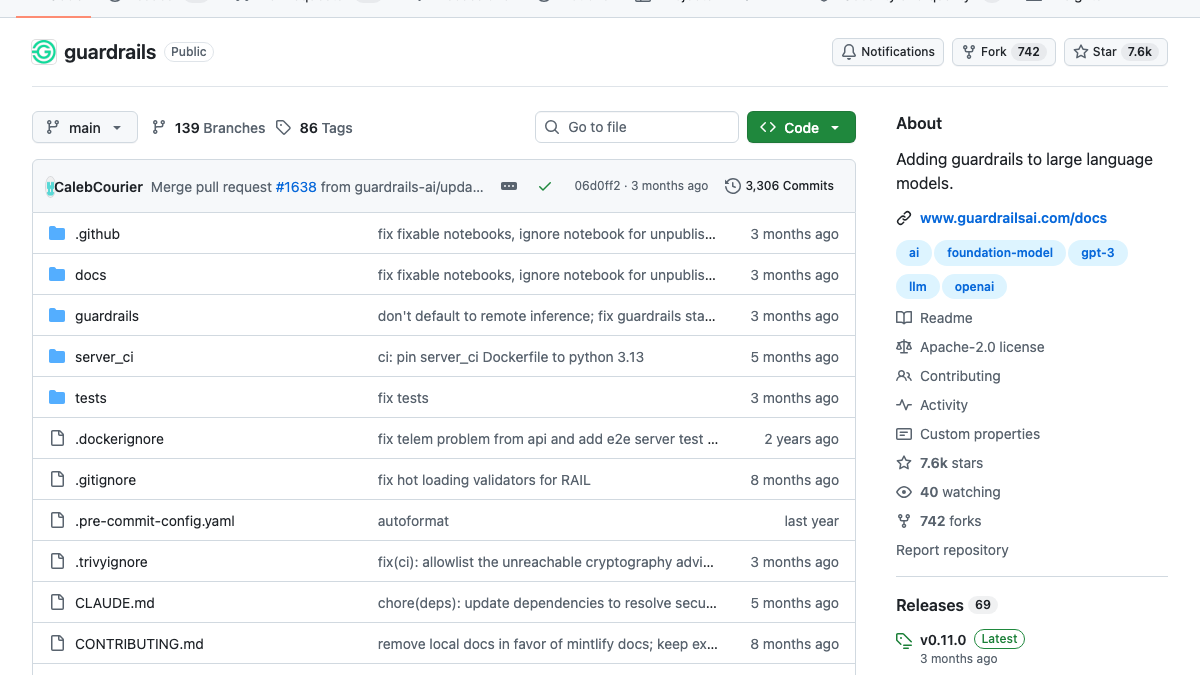 guardrails Public Notifications Fork 742 Star 7.6k
main 139 Branches 86 Tags Go to file Code
CalebCourier Merge pull request #1638 from guardrails-ai/upda... 06d0ff2 · 3 months ago 3,306 Commits
.github fix fixable notebooks, ignore notebook for unpublis... 3 months ago
docs fix fixable notebooks, ignore notebook for unpublis... 3 months ago
guardrails don't default to remote inference; fix guardrails sta... 3 months ago
server_ci ci: pin server_ci Dockerfile to python 3.13 5 months ago
tests fix tests 3 months ago
.dockerignore fix telem problem from api and add e2e server test ... 2 years ago
.gitignore fix hot loading validators for RAIL 8 months ago
.pre-commit-config.yaml autoformat last year
.trivyignore fix(ci): allowlist the unreachable cryptography advi... 3 months ago
CLAUDE.md chore(deps): update dependencies to resolve secu... 5 months ago
CONTRIBUTING.md remove local docs in favor of mintlify docs; keep ex... 8 months ago
About
Adding guardrails to large language
models.
www.guardrailsai.com/docs
ai foundation-model gpt-3
llm openai
Readme
Apache-2.0 license
Contributing
Activity
Custom properties
7.6k stars
40 watching
742 forks
Report repository
Releases 69
v0.11.0 Latest
3 months ago